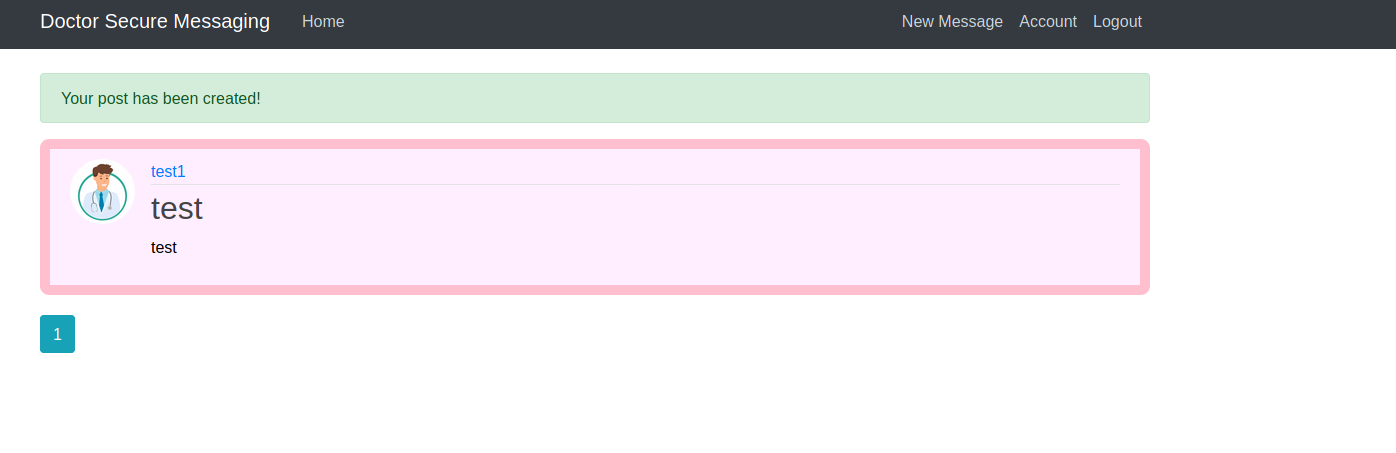 Doctor Secure Messaging Home New Message Account Logout
Your post has been created!
test1
test
test
1